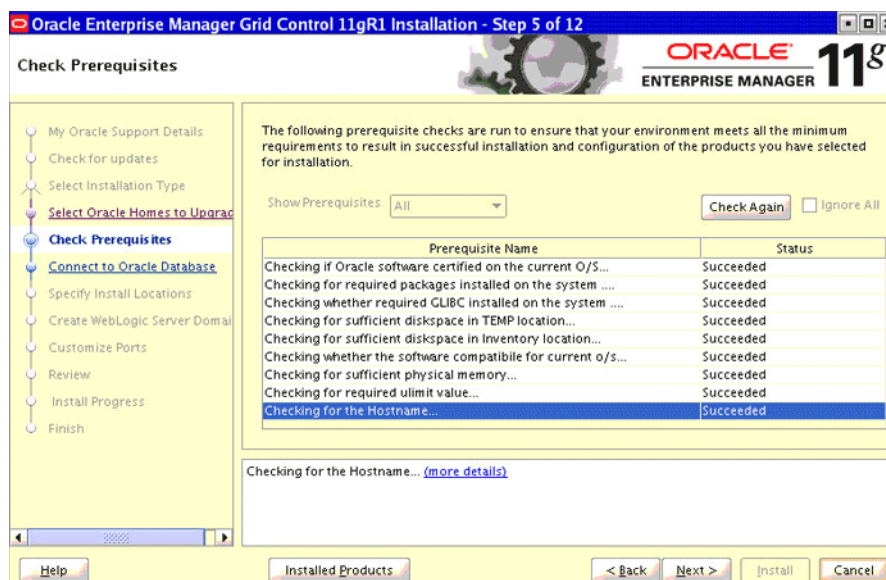 Oracle Enterprise Manager Grid Control 11gR1 Installation - Step 5 of 12
Check Prerequisites
ORACLE
ENTERPRISE MANAGER 11g
My Oracle Support Details
Check for updates
Select Installation Type
Select Oracle Homes to Upgrac
Check Prerequisites
Connect to Oracle Database
Specify Install Locations
Create WebLogic Server Domai
Customize Ports
Review
Install Progress
Finish
The following prerequisite checks are run to ensure that your environment meets all the minimum
requirements to result in successful installation and configuration of the products you have selected
for installation.
Show Prerequisites All Check Again Ignore All
Prerequisite Name Status
Checking if Oracle software certified on the current O/S... Succeeded
Checking for required packages installed on the system .... Succeeded
Checking whether required GLIBC installed on the system .... Succeeded
Checking for sufficient diskspace in TEMP location... Succeeded
Checking for sufficient diskspace in Inventory location... Succeeded
Checking whether the software compatibile for current o/s... Succeeded
Checking for sufficient physical memory... Succeeded
Checking for required ulimit value... Succeeded
Checking for the Hostname... Succeeded
Checking for the Hostname... (more details)
Help Installed Products < Back Next > Install Cancel